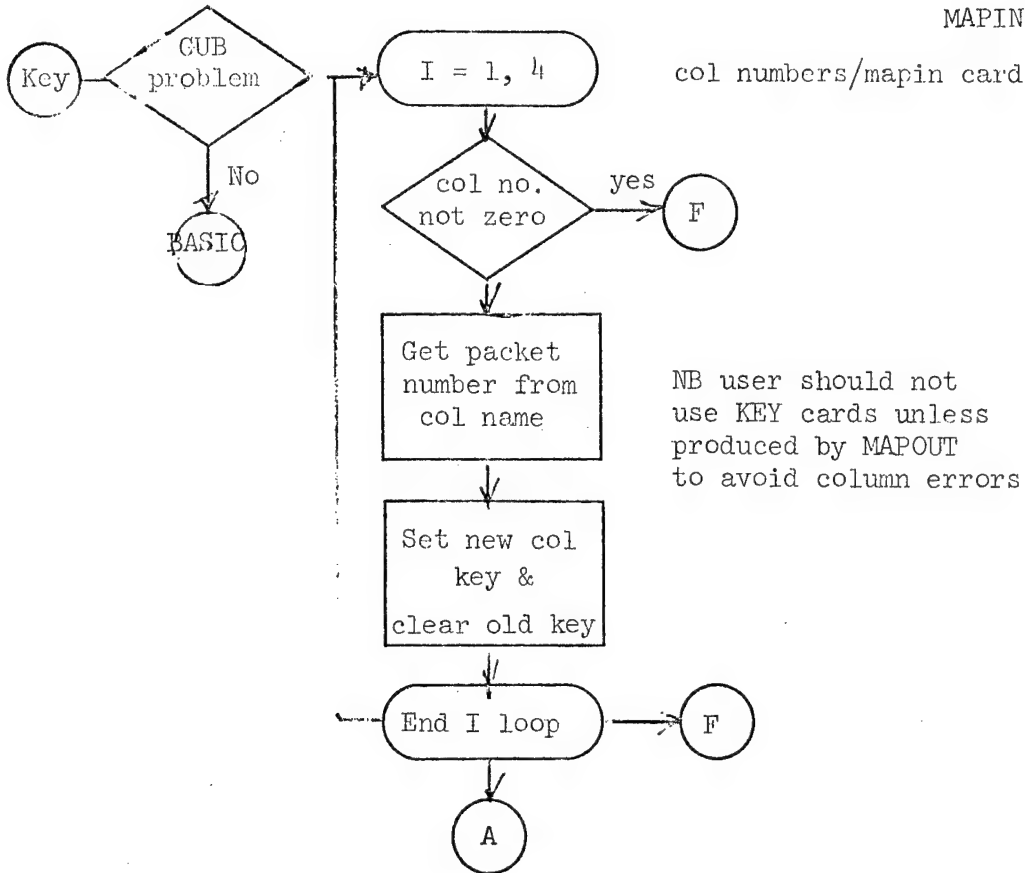 MAPIN
Key
GUB
problem
I = 1, 4
col numbers/mapin card
No
BASIC
col no.
not zero
yes
F
Get packet
number from
col name
NB user should not
use KEY cards unless
produced by MAPOUT
to avoid column errors
Set new col
key &
clear old key
End I loop
F
A